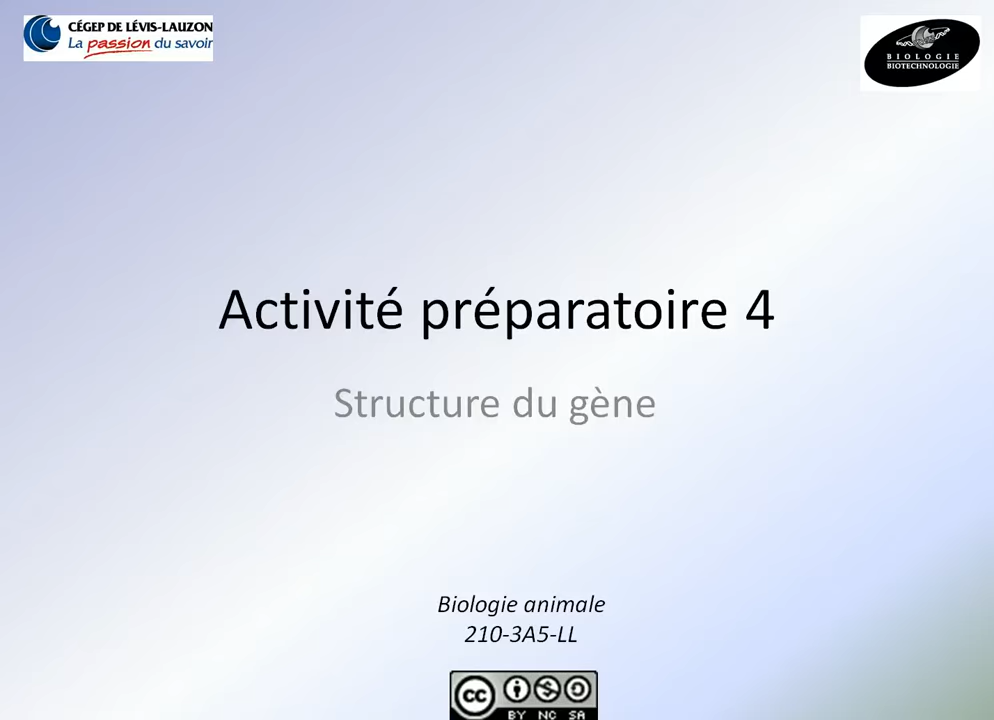 CÉGEP DE LÉVIS-LAUZON
La passion du savoir
BIOLOGIE
BIOTECHNOLOGIE
Activité préparatoire 4
Structure du gène
Biologie animale
210-3A5-LL
cc
BY NC SA